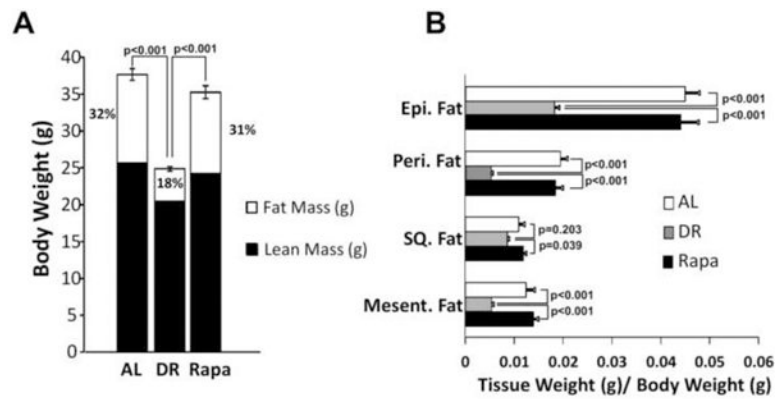 A
p<0.001 p<0.001
40
35
30
25
20
15
10
5
0
Body Weight (g)
32%
18%
31%
Fat Mass (g)
Lean Mass (g)
AL DR Rapa
B
Epi. Fat
Peri. Fat
SQ. Fat
Mesent. Fat
p<0.001
p<0.001
p<0.001
p<0.001
p=0.203
p=0.039
p<0.001
p<0.001
AL
DR
Rapa
0 0.01 0.02 0.03 0.04 0.05 0.06
Tissue Weight (g)/ Body Weight (g)